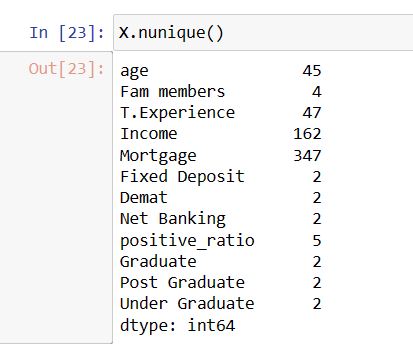 In [23]: X.nunique()
Out[23]:
age 45
Fam members 4
T.Experience 47
Income 162
Mortgage 347
Fixed Deposit 2
Demat 2
Net Banking 2
positive_ratio 5
Graduate 2
Post Graduate 2
Under Graduate 2
dtype: int64